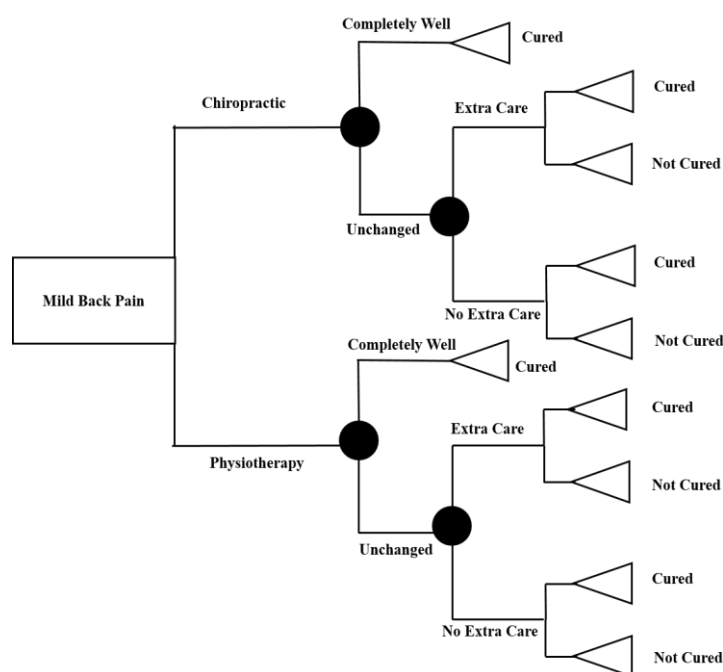 Completely Well
Cured
Chiropractic
Extra Care
Cured
Not Cured
Unchanged
Cured
Mild Back Pain
No Extra Care
Not Cured
Completely Well
Cured
Cured
Extra Care
Physiotherapy
Not Cured
Unchanged
Cured
No Extra Care
Not Cured